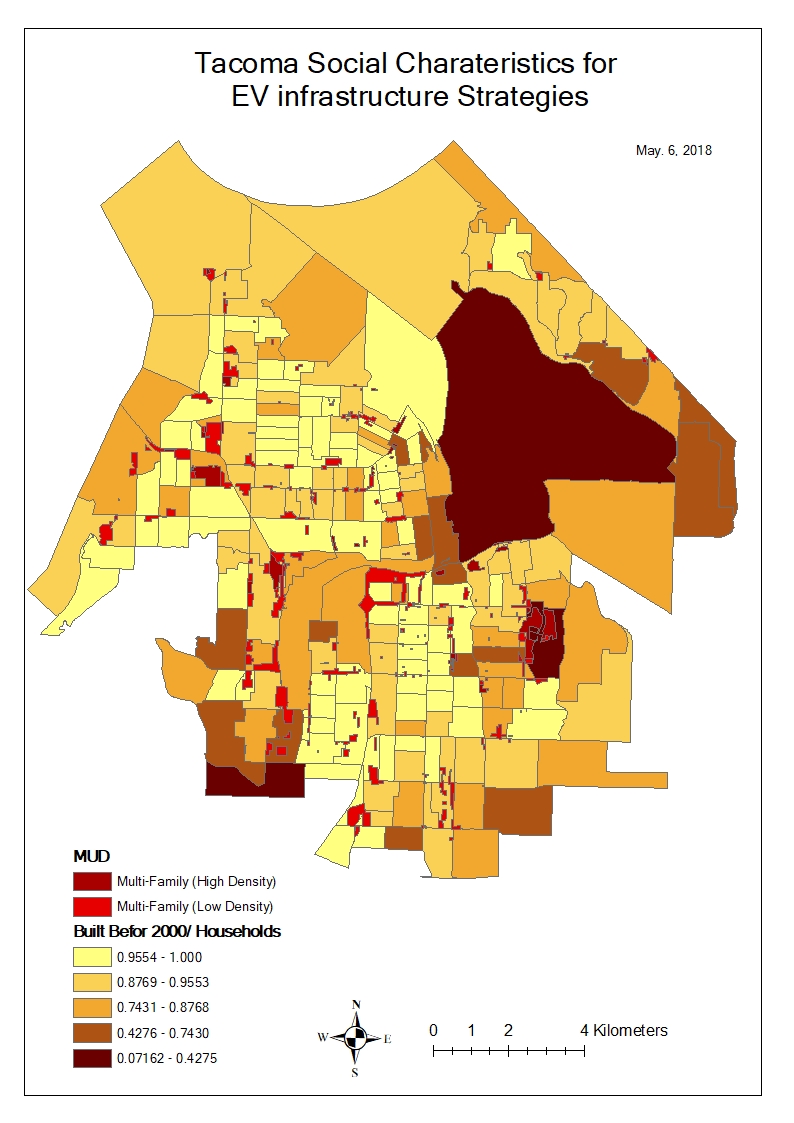 Tacoma Social Charateristics for
EV infrastructure Strategies
May. 6, 2018
MUD
Multi-Family (High Density)
Multi-Family (Low Density)
Built Befor 2000/ Households
0.9554 - 1.000
0.8769 - 0.9553
0.7431 - 0.8768
0.4276 - 0.7430
0.07162 - 0.4275
N
W E
S
0 1 2 4 Kilometers